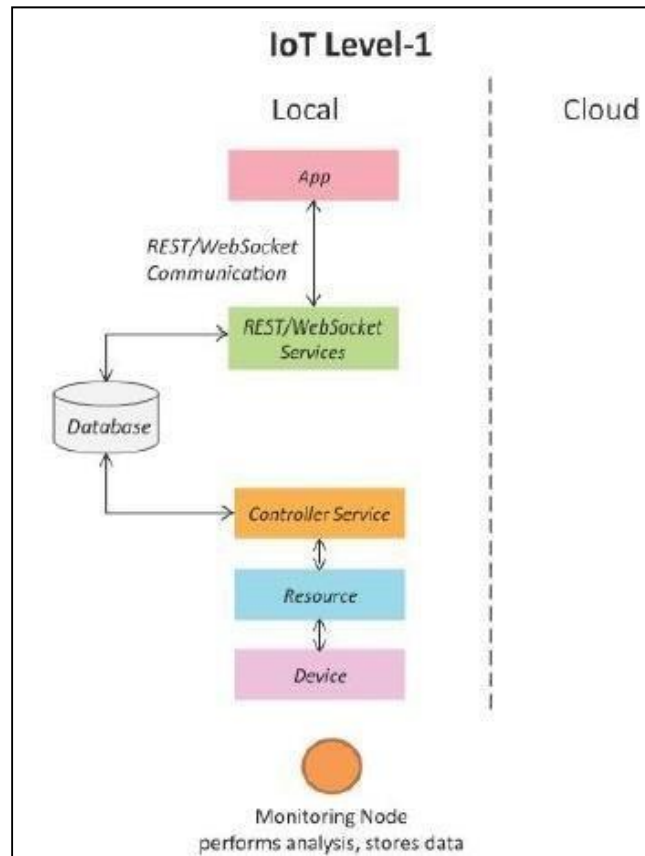 IoT Level-1
Local
Cloud
App
REST/WebSocket
Communication
REST/WebSocket
Services
Database
Controller Service
Resource
Device
Monitoring Node
performs analysis, stores data